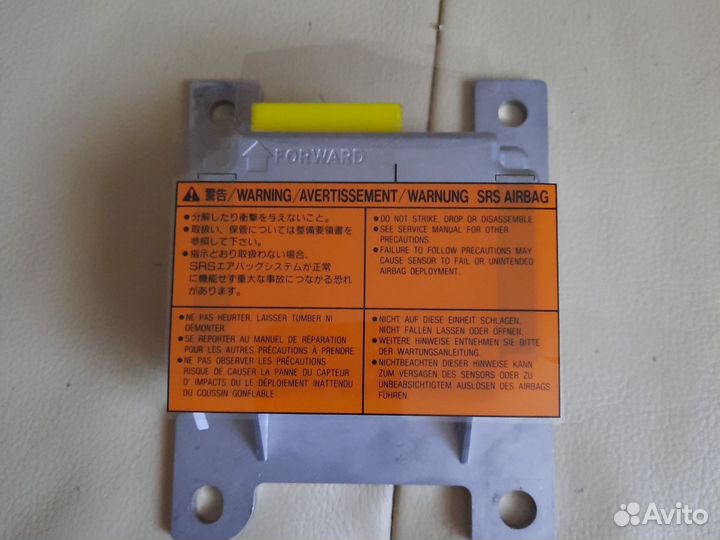 FORWARD
警告/WARNING/AVERTISSEMENT/WARNUNG SRS AIRBAG
●分解したり衝撃を与えないこと。
●取扱い、保管については整備要領書を
参照して下さい。
●指示どおり取扱わない場合、
SRSエアバッグシステムが正常
に機能せず重大な事故につながる恐れ
があります。
●DO NOT STRIKE, DROP OR DISASSEMBLE
●SEE SERVICE MANUAL FOR OTHER
PRECAUTIONS
●FAILURE TO FOLLOW PRECAUTIONS MAY
CAUSE SENSOR TO FAIL OR UNINTENDED
AIRBAG DEPLOYMENT.
●NE PAS HEURTER, LAISSER TOMBER NI
DÉMONTER
●SE REPORTER AU MANUEL DE RÉPARATION
POUR LES AUTRES PRÉCAUTIONS À PRENDRE
●NE PAS OBSERVER LES PRÉCAUTIONS
RISQUE DE CAUSER LA PANNE DU CAPTEUR
D' IMPACTS OU LE DÉPLOIEMENT INATTENDU
DU COUSSIN GONFLABLE
●NICHT AUF DIESE EINHEIT SCHLAGEN,
NICHT FALLEN LASSEN ODER ÖFFNEN.
●WEITERE HINWEISE ENTNEHMEN SIE BITTE
DER WARTUNGSANLEITUNG.
●NICHTBEACHTEN DIESER HINWEISE KANN
ZUM VERSAGEN DES SENSORS ODER ZU
UNBEABSICHTIGTEM AUSLÖSEN DES AIRBAGS
FÜHREN.
Avito